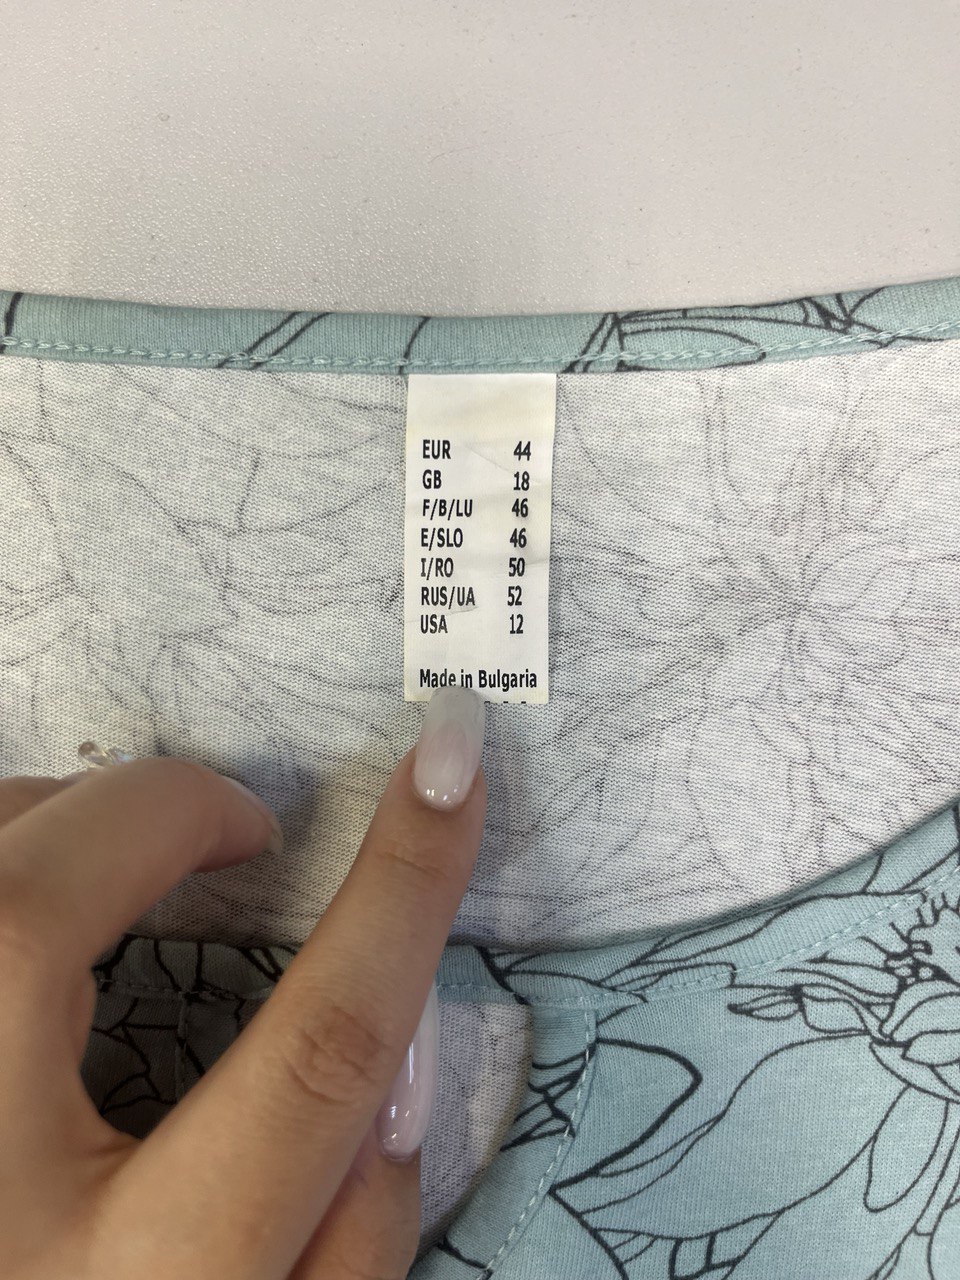 EUR 44
GB 18
F/B/LU 46
E/SLO 46
I/RO 50
RUS/UA 52
USA 12
Made in Bulgaria